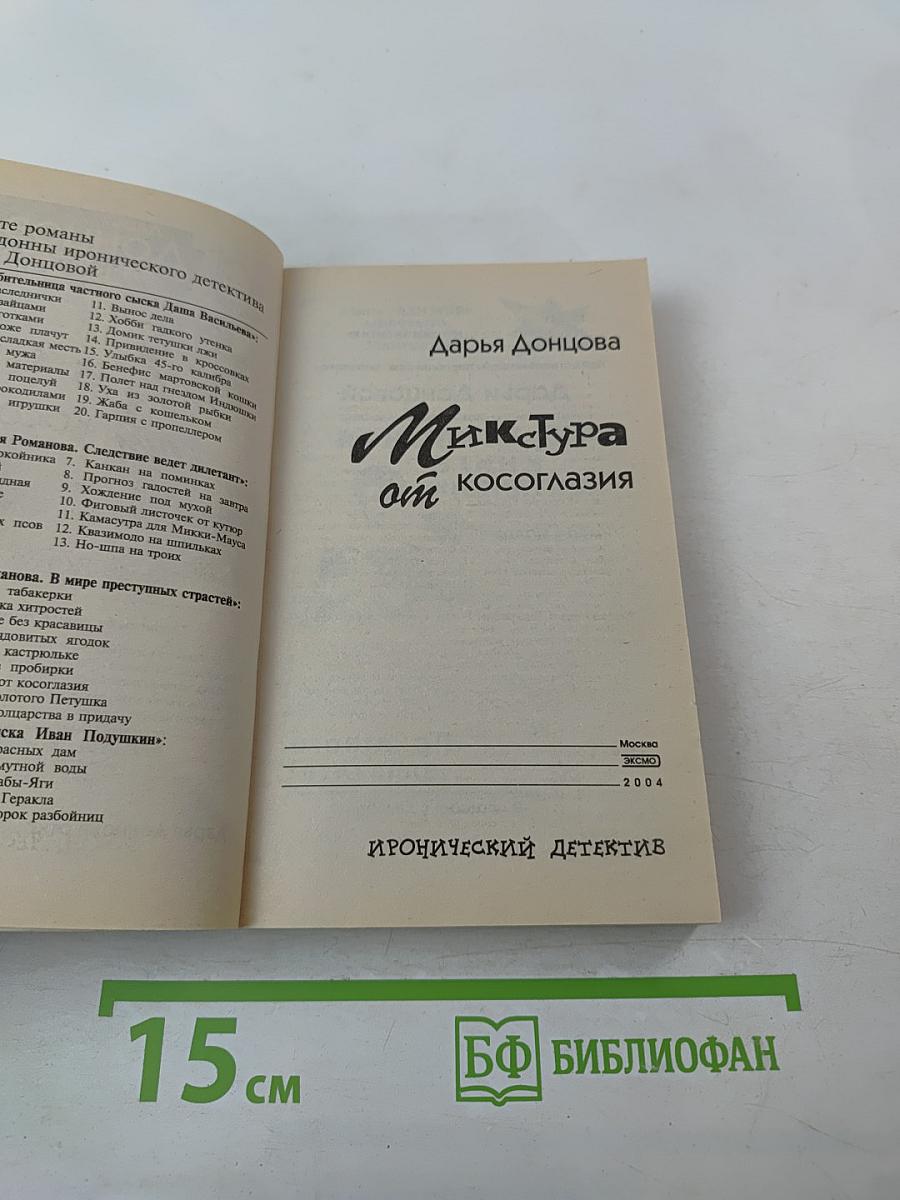 те романы
донны иронического детектива
Донцовой
бительница частного сыска Даша Васильева»:
аследнички
зайцами
готками
оже плачут
сладкая месть
мужа
материалы
поцелуй
рокодилами
игрушки
11. Вынос дела
12. Хобби гадкого утенка
13. Домик тетушки лжи
14. Привидение в кроссовках
15. Улыбка 45-го калибра
16. Бенефис мартовской кошки
17. Полет над гнездом Индюшки
18. Уха из золотой рыбки
19. Жаба с кошельком
20. Гарпия с пропеллером
я Романова. Следствие ведет дилетант»:
окойника
й
дная
е
х псов
7. Канкан на поминках
8. Прогноз гадостей на завтра
9. Хождение под мухой
10. Фиговый листочек от кутюр
11. Камасутра для Микки-Мауса
12. Квазимодо на шпильках
13. Но-шпа на троих
манова. В мире преступных страстей»:
табакерки
ка хитростей
е без красавицы
ядовитых ягодок
кастрюльке
з пробирки
от косоглазия
олотого Петушка
олцарства в придачу
ска Иван Подушкин»:
расных дам
мутной воды
абы-Яги
Геракла
орок разбойниц
Дарья Донцова
Микстура
от косоглазия
Москва
ЭКСМО
2004
ИРОНИЧЕСКИЙ ДЕТЕКТИВ
15 см
БФ БИБЛИОФАН